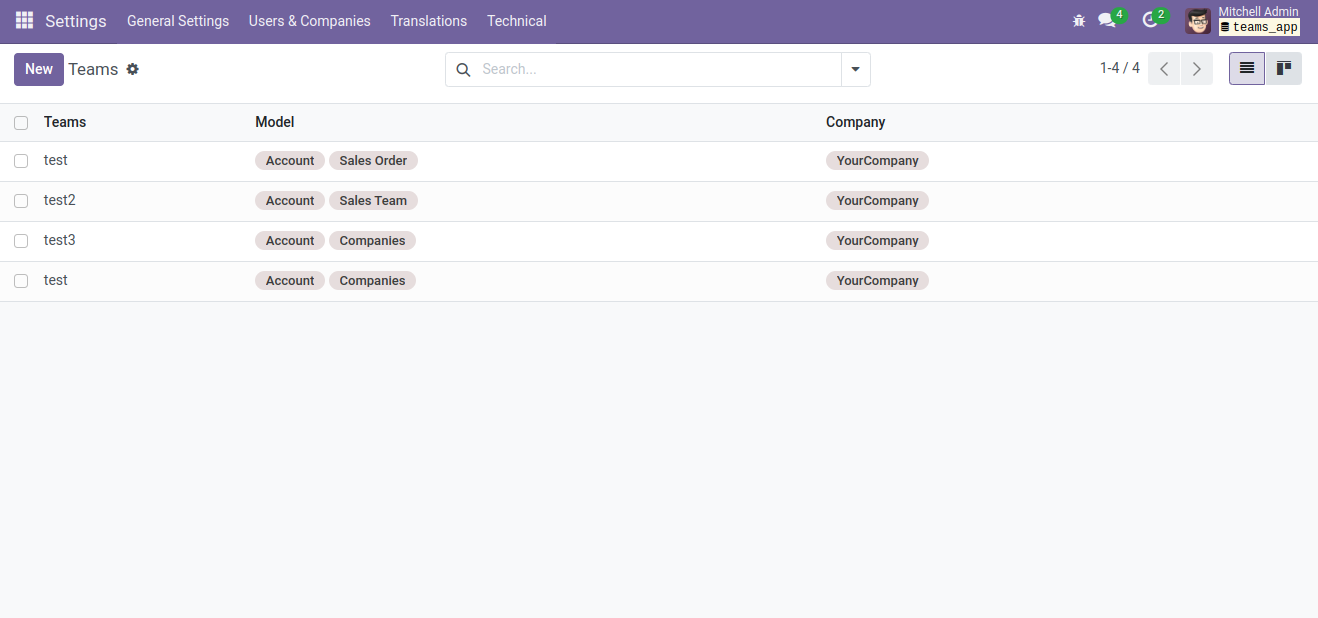 Settings General Settings Users & Companies Translations Technical 4 2 Mitchell Admin
teams_app
New Teams Search... 1-4 / 4
Teams Model Company
test Account Sales Order YourCompany
test2 Account Sales Team YourCompany
test3 Account Companies YourCompany
test Account Companies YourCompany